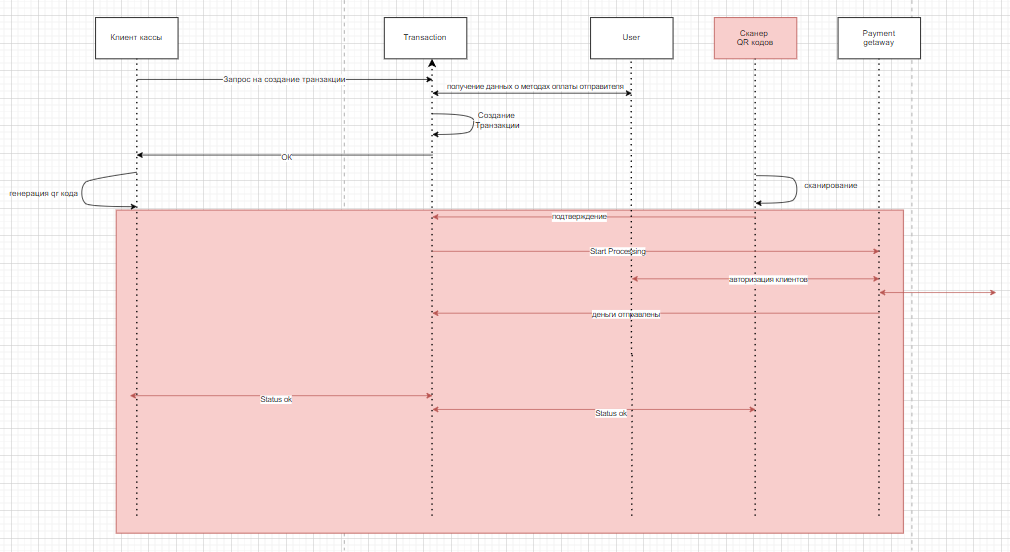 Клиент кассы
Transaction
User
Сканер
QR кодов
Payment
getaway
Запрос на создание транзакции
получение данных о методах оплаты отправителя
Создание
Транзакции
ОК
генерация qr кода
сканирование
подтверждение
Start Processing
авторизация клиентов
деньги отправлены
Status ok
Status ok